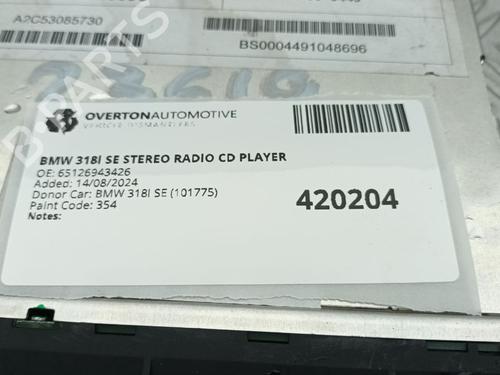 A2C53085730
BS0004491048696
OVERTONAUTOMOTIVE
VEHICLE DISMANTLERS
BMW 318I SE STEREO RADIO CD PLAYER
OE: 65126943426
Added: 14/08/2024
Donor Car: BMW 318I SE (101775)
Paint Code: 354
Notes:
420204
B-PARTS